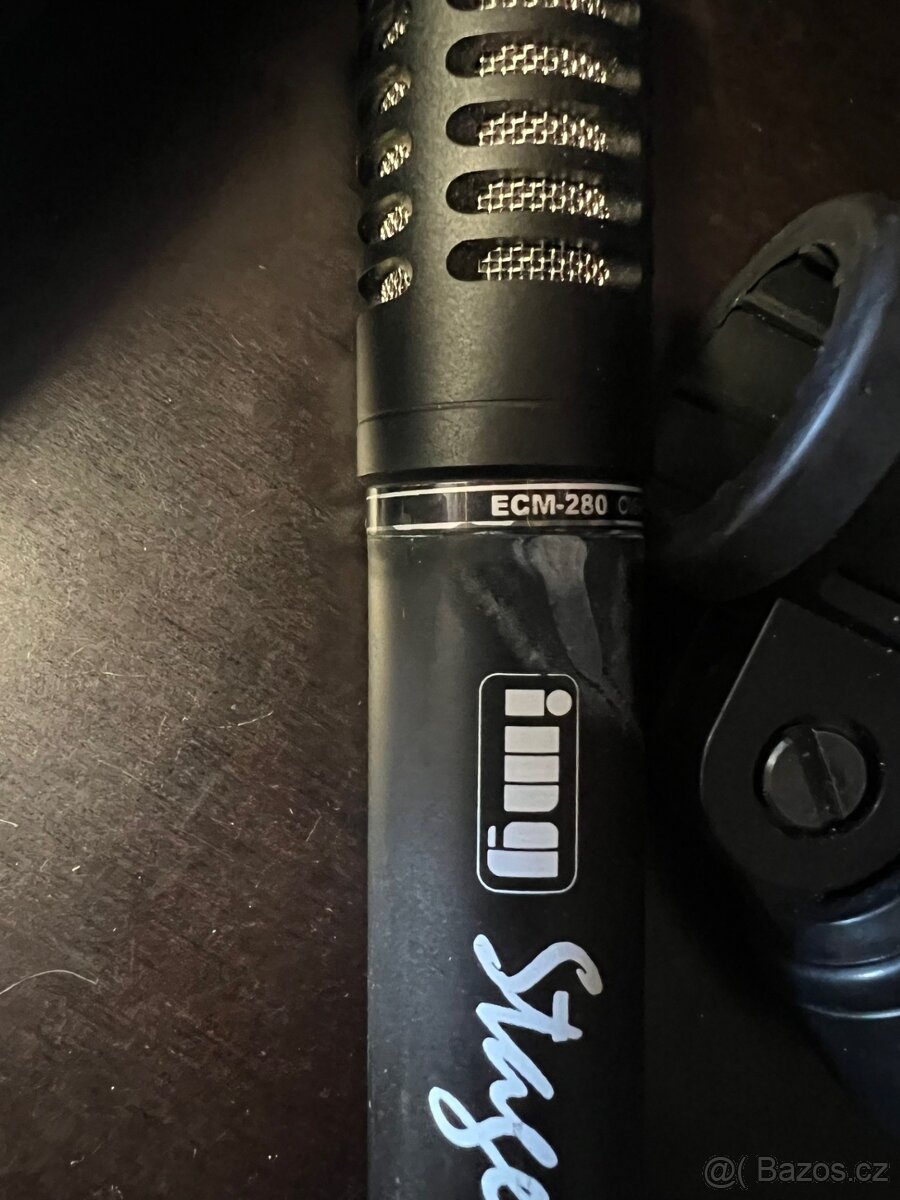 ECM-280
img
Stage
@( Bazos.cz